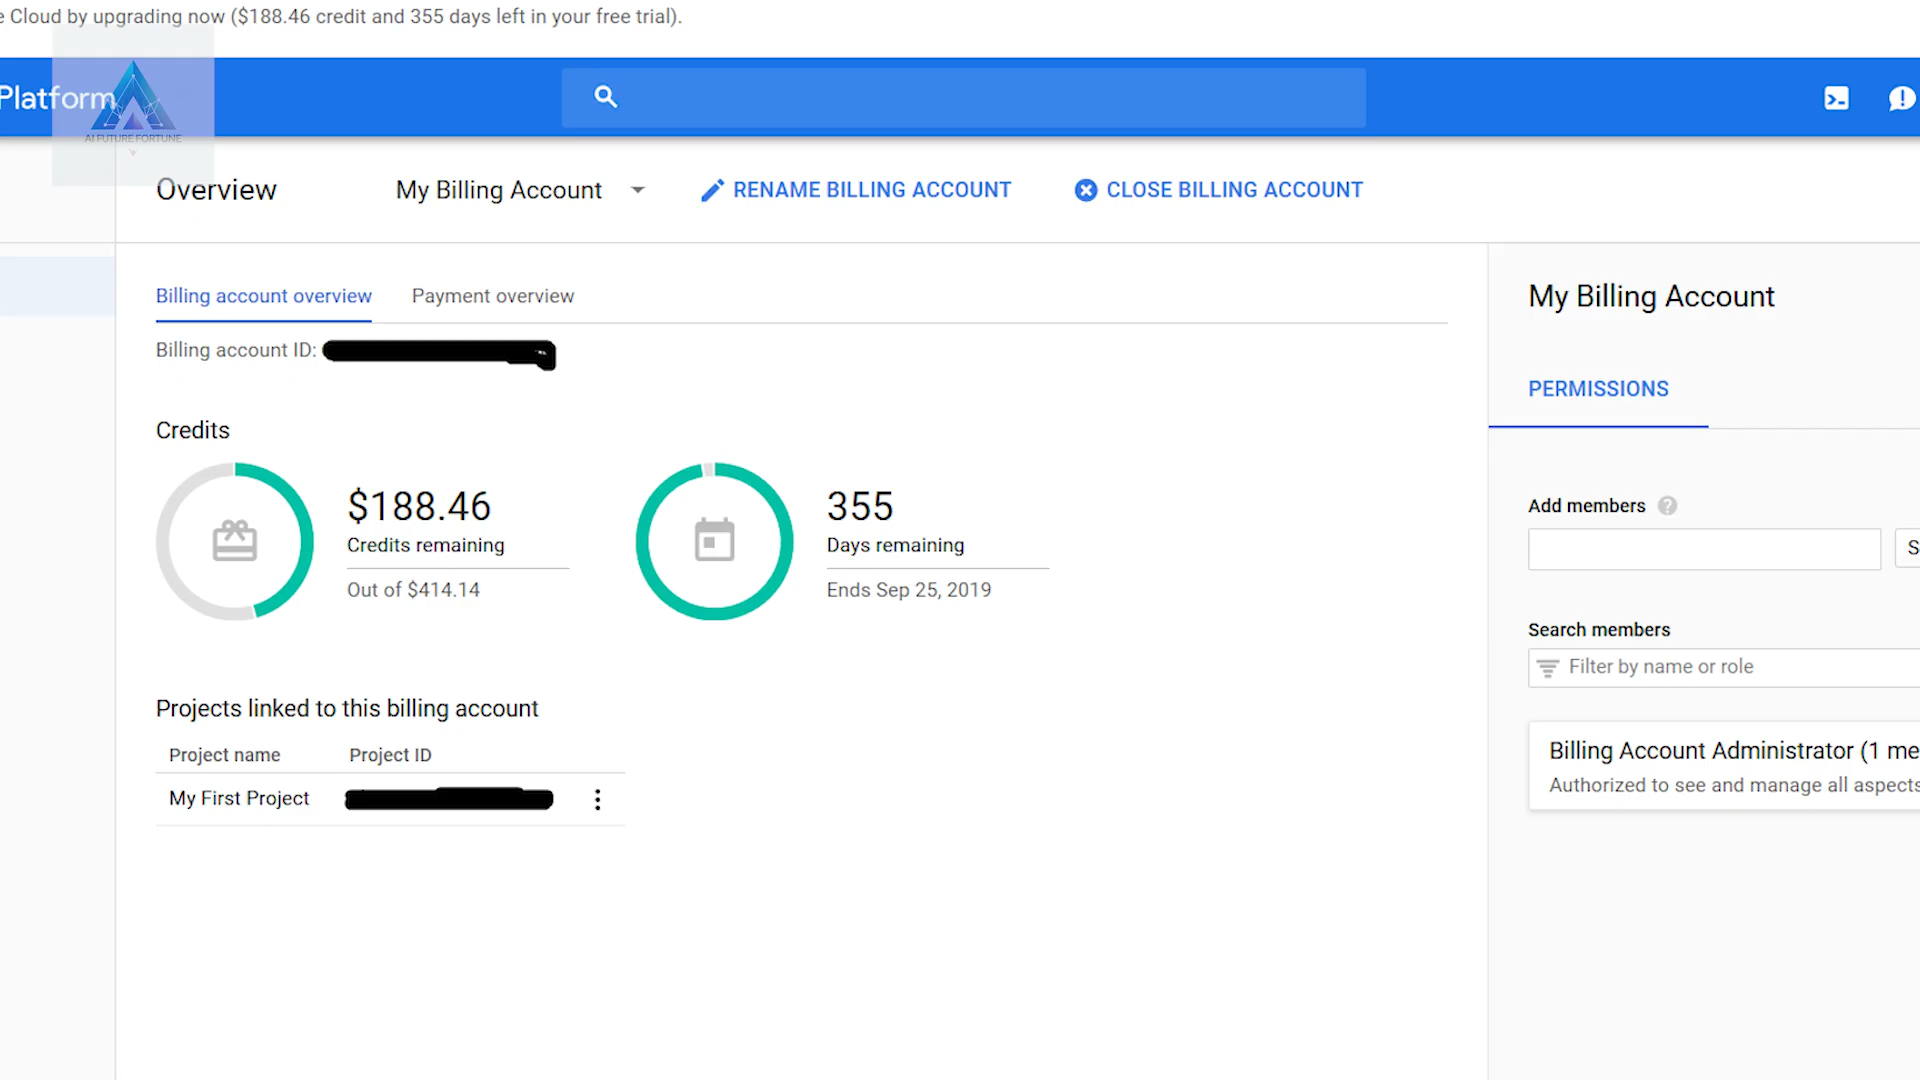 e Cloud by upgrading now ($188.46 credit and 355 days left in your free trial).
Platform
AI FUTURE FORTUNE
Overview
My Billing Account
RENAME BILLING ACCOUNT
CLOSE BILLING ACCOUNT
Billing account overview
Payment overview
Billing account ID:
Credits
$188.46
Credits remaining
Out of $414.14
355
Days remaining
Ends Sep 25, 2019
Projects linked to this billing account
Project name
Project ID
My First Project
My Billing Account
PERMISSIONS
Add members
S
Search members
Filter by name or role
Billing Account Administrator (1 me
Authorized to see and manage all aspects